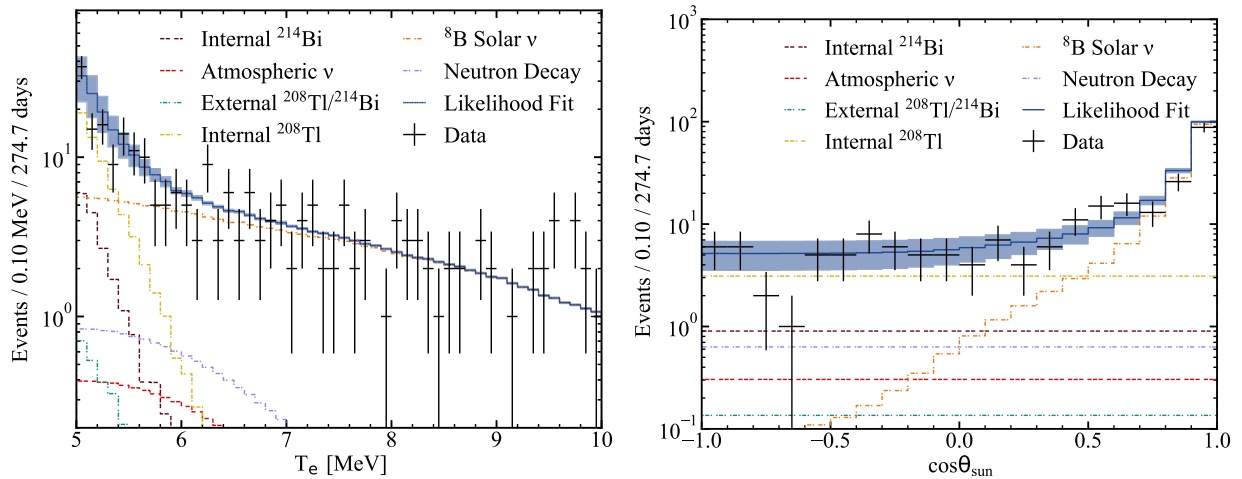 Events / 0.10 MeV / 274.7 days
10¹
10⁰
Internal ²¹⁴Bi
Atmospheric ν
External ²⁰⁸Tl/²¹⁴Bi
Internal ²⁰⁸Tl
⁸B Solar ν
Neutron Decay
Likelihood Fit
Data
5 6 7 8 9 10
Tₑ [MeV]
Events / 0.10 / 274.7 days
10³
10²
10¹
10⁰
10⁻¹
Internal ²¹⁴Bi
Atmospheric ν
External ²⁰⁸Tl/²¹⁴Bi
Internal ²⁰⁸Tl
⁸B Solar ν
Neutron Decay
Likelihood Fit
Data
−1.0 −0.5 0.0 0.5 1.0
cosθ_sun